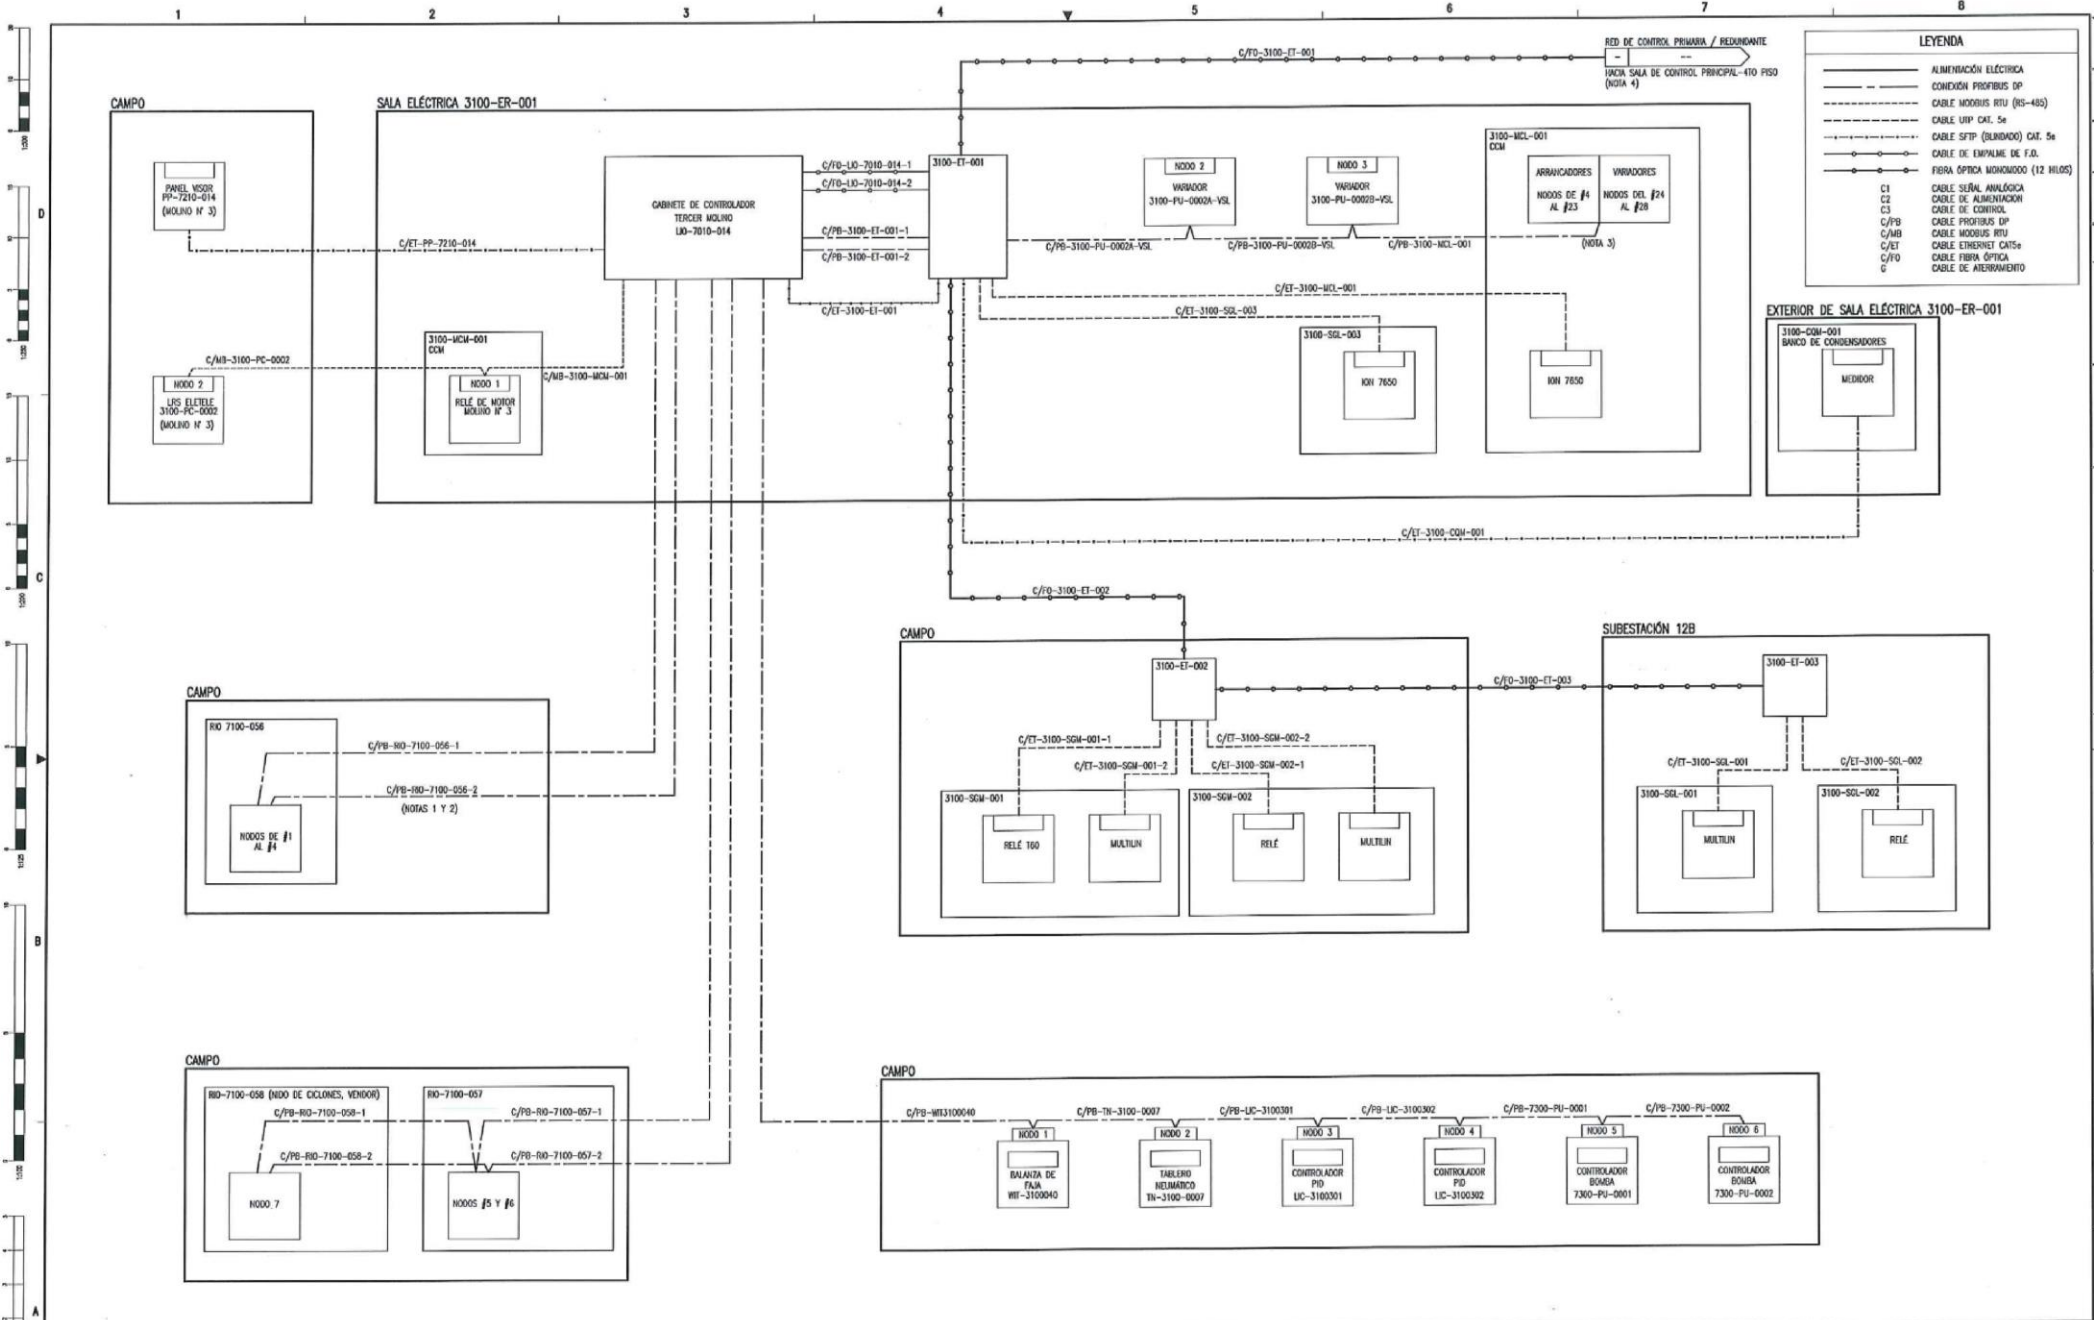 1 2 3 4 5 6 7 8
D
C
B
A
RED DE CONTROL PRIMARIA / REDUNDANTE
-
--
HACIA SALA DE CONTROL PRINCIPAL-4TO PISO
(NOTA 4)
C/FO-3100-ET-001
LEYENDA
ALIMENTACIÓN ELÉCTRICA
CONEXIÓN PROFIBUS DP
CABLE MODBUS RTU (RS-485)
CABLE UTP CAT. 5e
CABLE SFTP (BLINDADO) CAT. 5e
CABLE DE EMPALME DE F.O.
FIBRA ÓPTICA MONOMODO (12 HILOS)
C1 CABLE SEÑAL ANALÓGICA
C2 CABLE DE ALIMENTACION
C3 CABLE DE CONTROL
C/PB CABLE PROFIBUS DP
C/MB CABLE MODBUS RTU
C/ET CABLE ETHERNET CAT5e
C/FO CABLE FIBRA ÓPTICA
G CABLE DE ATERRAMIENTO
CAMPO
PANEL VISOR
PP-7210-014
(MOLINO N° 3)
C/ET-PP-7210-014
NODO 2
LRS ELETELE
3100-PC-0002
(MOLINO N° 3)
C/MB-3100-PC-0002
SALA ELÉCTRICA 3100-ER-001
GABINETE DE CONTROLADOR
TERCER MOLINO
LIO-7010-014
C/FO-LIO-7010-014-1
C/FO-LIO-7010-014-2
C/PB-3100-ET-001-1
C/PB-3100-ET-001-2
C/ET-3100-ET-001
3100-ET-001
3100-MCM-001
CCM
NODO 1
RELÉ DE MOTOR
MOLINO N° 3
C/MB-3100-MCM-001
NODO 2
VARIADOR
3100-PU-0002A-VSL
NODO 3
VARIADOR
3100-PU-0002B-VSL
C/PB-3100-PU-0002A-VSL
C/PB-3100-PU-0002B-VSL
C/PB-3100-MCL-001
3100-MCL-001
CCM
ARRANCADORES
NODOS DE #4
AL #23
VARIADORES
NODOS DEL #24
AL #28
(NOTA 3)
C/ET-3100-MCL-001
C/ET-3100-SGL-003
3100-SGL-003
ION 7650
ION 7650
EXTERIOR DE SALA ELÉCTRICA 3100-ER-001
3100-CQM-001
BANCO DE CONDENSADORES
MEDIDOR
C/ET-3100-CQM-001
C/FO-3100-ET-002
CAMPO
3100-ET-002
C/FO-3100-ET-003
C/ET-3100-SGM-001-1
C/ET-3100-SGM-002-2
C/ET-3100-SGM-001-2
C/ET-3100-SGM-002-1
3100-SGM-001
RELÉ T60
MULTILIN
3100-SGM-002
RELÉ
MULTILIN
SUBESTACIÓN 12B
3100-ET-003
C/ET-3100-SGL-001
C/ET-3100-SGL-002
3100-SGL-001
MULTILIN
3100-SGL-002
RELÉ
CAMPO
RIO 7100-056
C/PB-RIO-7100-056-1
C/PB-RIO-7100-056-2
(NOTAS 1 Y 2)
NODOS DE #1
AL #4
CAMPO
RIO-7100-058 (NIDO DE CICLONES, VENDOR)
C/PB-RIO-7100-058-1
C/PB-RIO-7100-058-2
NODO 7
RIO-7100-057
C/PB-RIO-7100-057-1
C/PB-RIO-7100-057-2
NODOS #5 Y #6
CAMPO
C/PB-WIT3100040
C/PB-TN-3100-0007
C/PB-LIC-3100301
C/PB-LIC-3100302
C/PB-7300-PU-0001
C/PB-7300-PU-0002
NODO 1
BALANZA DE
FAJA
WIT-3100040
NODO 2
TABLERO
NEUMÁTICO
TN-3100-0007
NODO 3
CONTROLADOR
PID
LIC-3100301
NODO 4
CONTROLADOR
PID
LIC-3100302
NODO 5
CONTROLADOR
BOMBA
7300-PU-0001
NODO 6
CONTROLADOR
BOMBA
7300-PU-0002